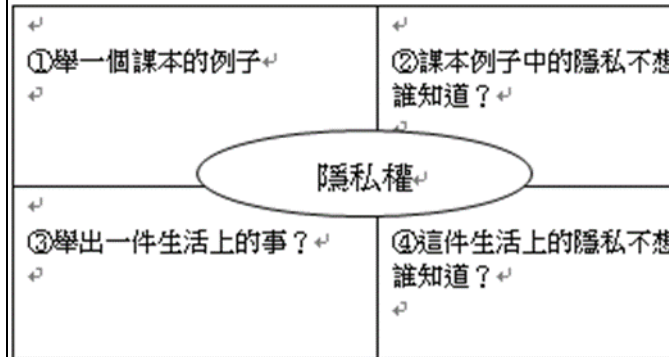 ①舉一個課本的例子
②課本例子中的隱私不想
誰知道？
隱私權
③舉出一件生活上的事？
④這件生活上的隱私不想
誰知道？